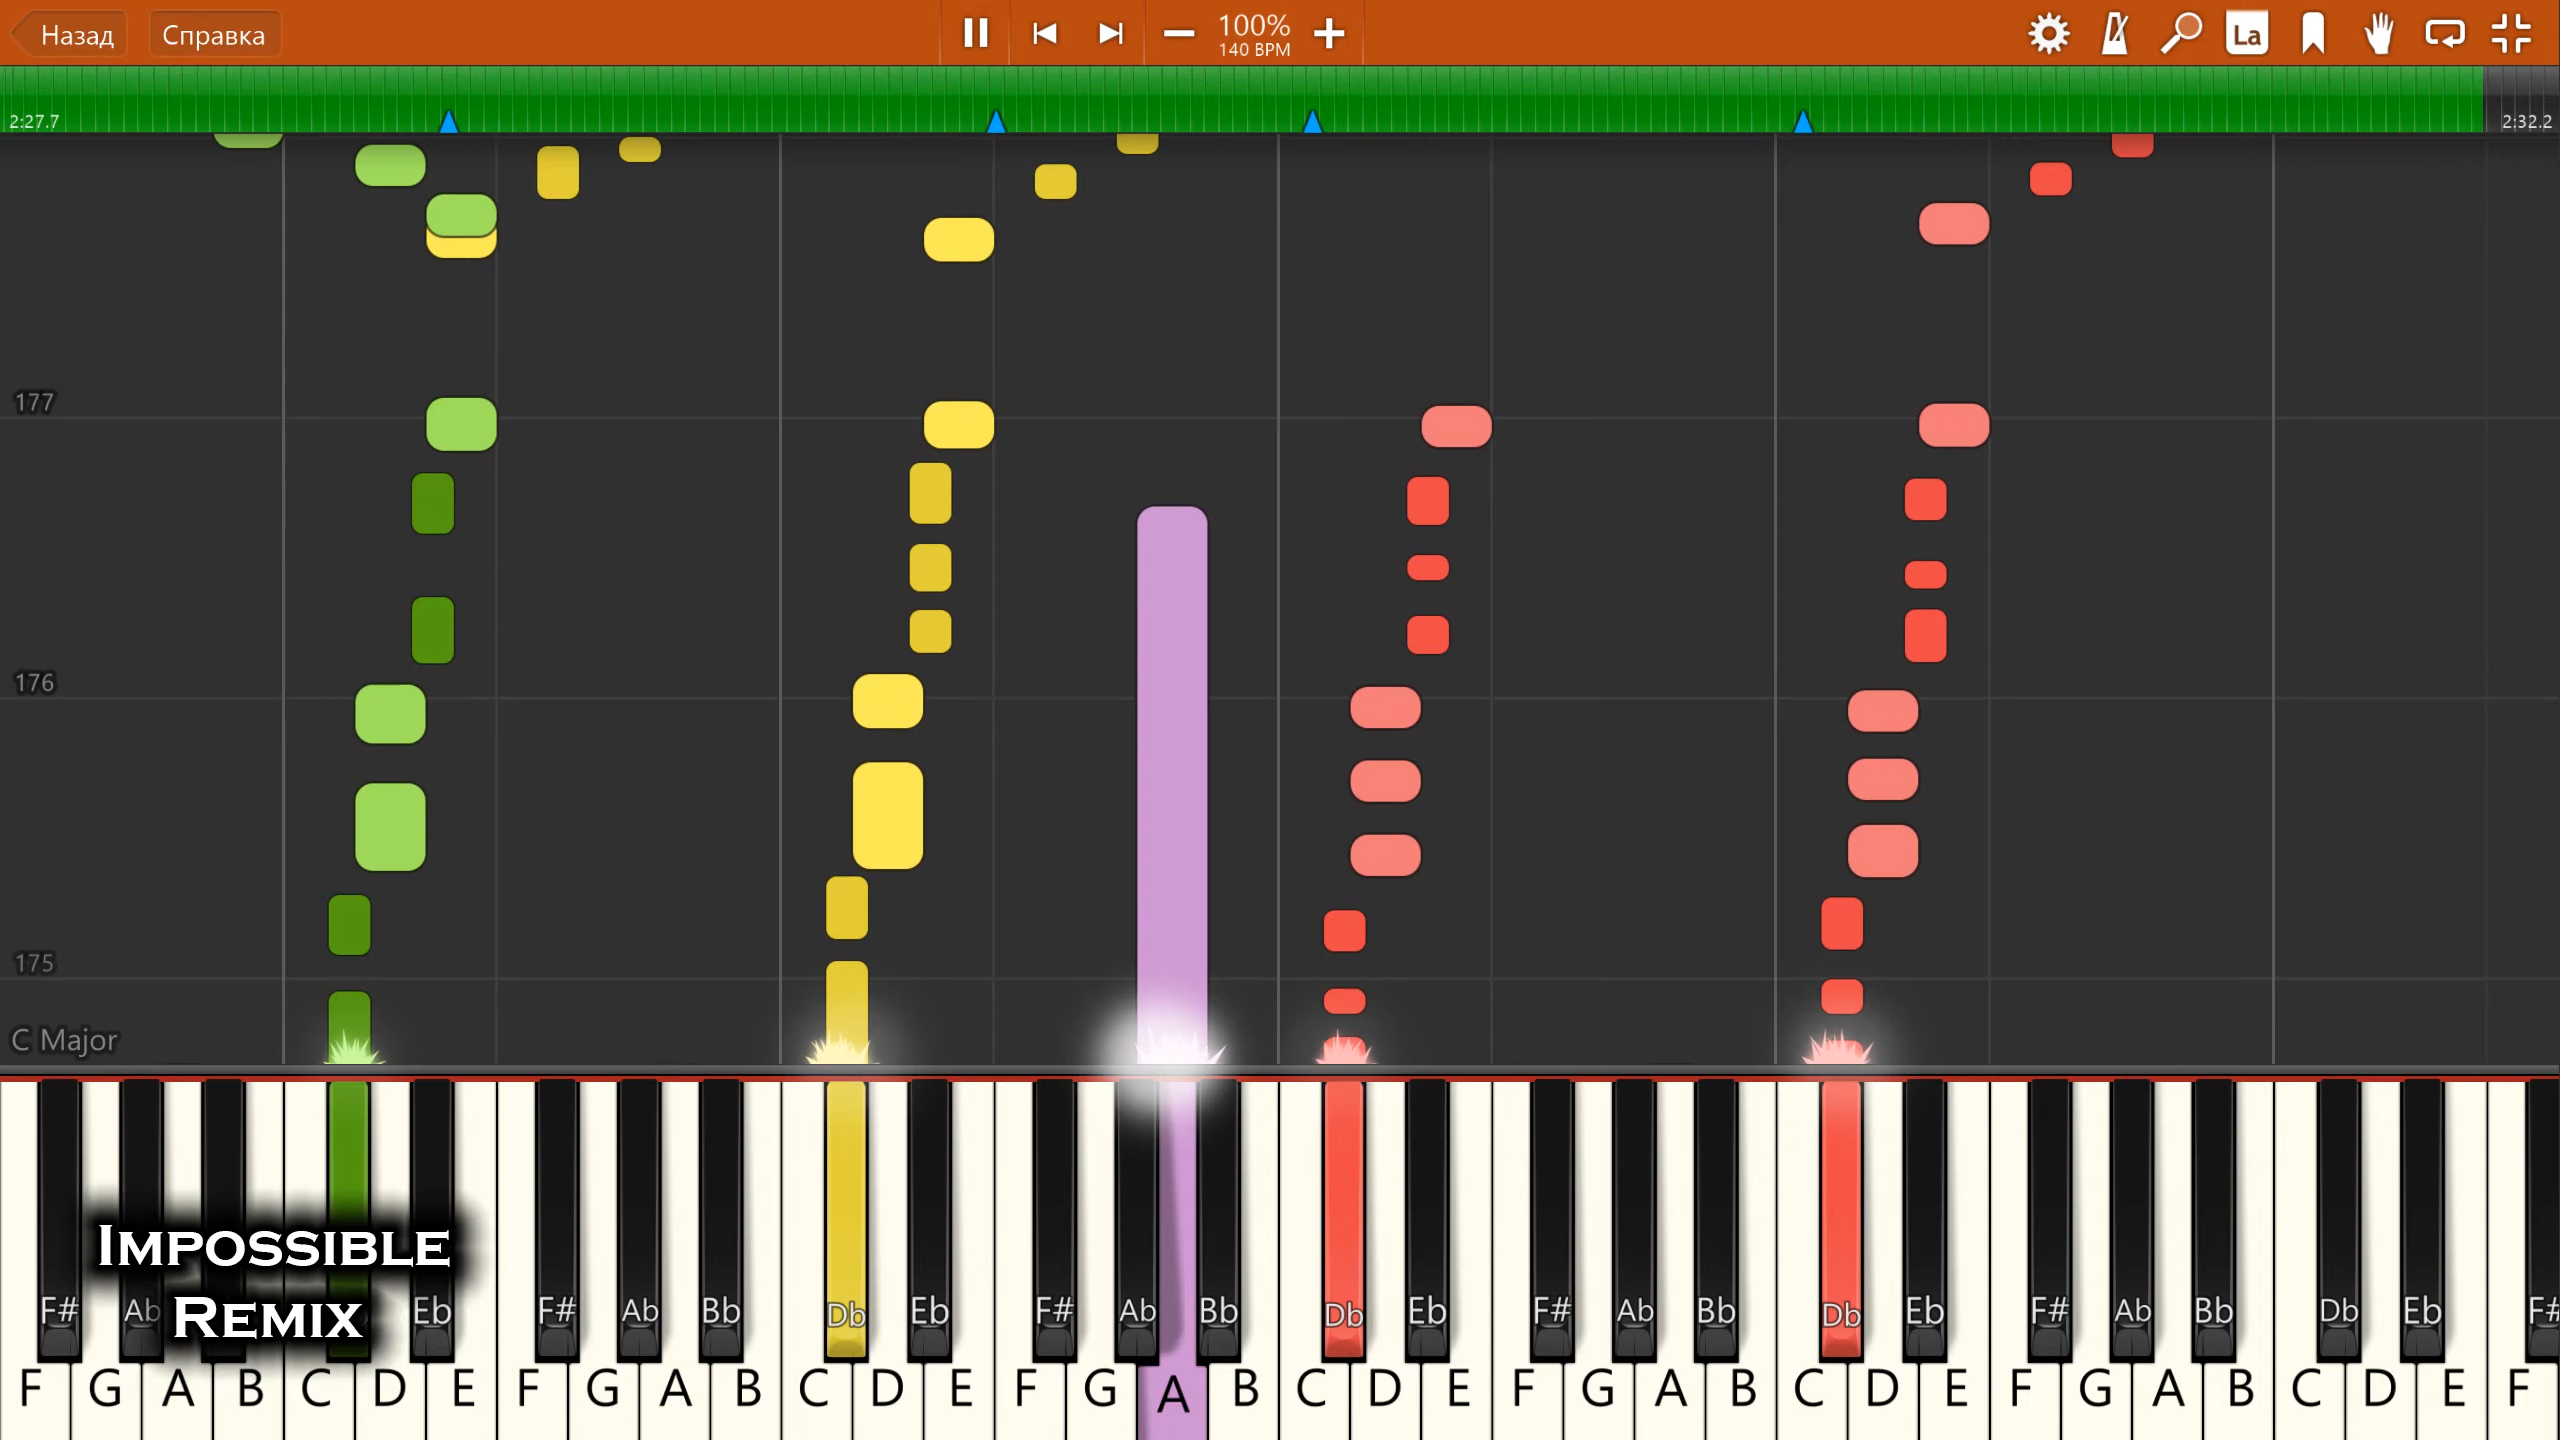 Назад Справка 100% La
140 BPM
2:27.7 2:32.2
177
176
175
C Major
Impossible
Remix
F# Ab Eb F# Ab Bb Db Eb F# Ab Bb Db Eb F# Ab Bb Db Eb F# Ab Bb Db Eb F#
F G A B C D E F G A B C D E F G A B C D E F G A B C D E F G A B C D E F